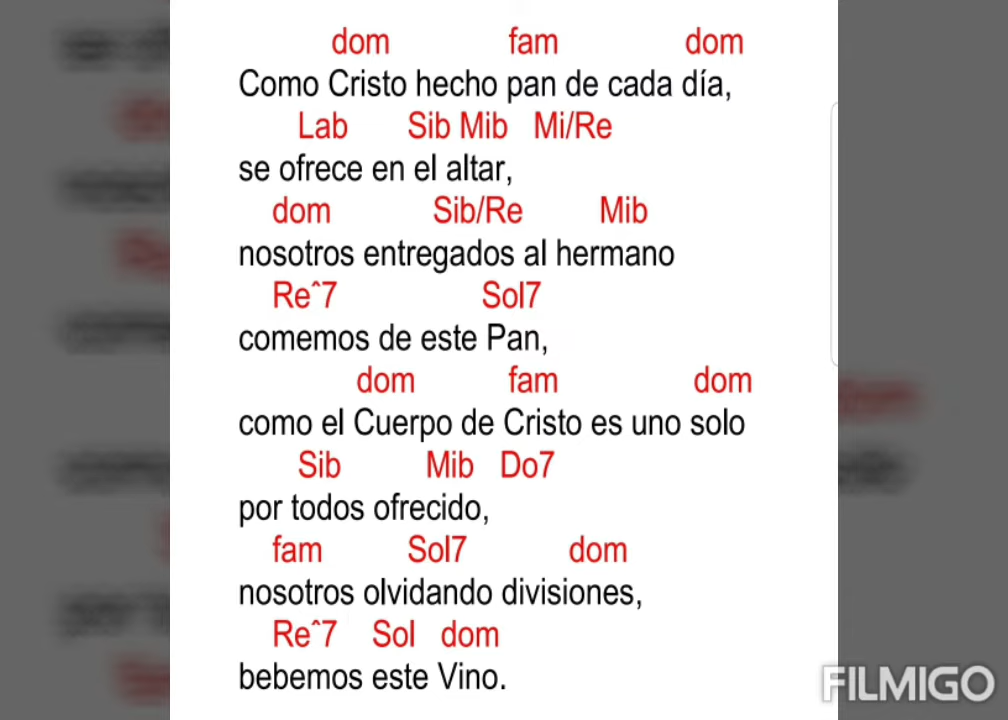 dom fam dom
Como Cristo hecho pan de cada día,
Lab Sib Mib Mi/Re
se ofrece en el altar,
dom Sib/Re Mib
nosotros entregados al hermano
Reˆ7 Sol7
comemos de este Pan,
dom fam dom
como el Cuerpo de Cristo es uno solo
Sib Mib Do7
por todos ofrecido,
fam Sol7 dom
nosotros olvidando divisiones,
Reˆ7 Sol dom
bebemos este Vino.
FILMIGO